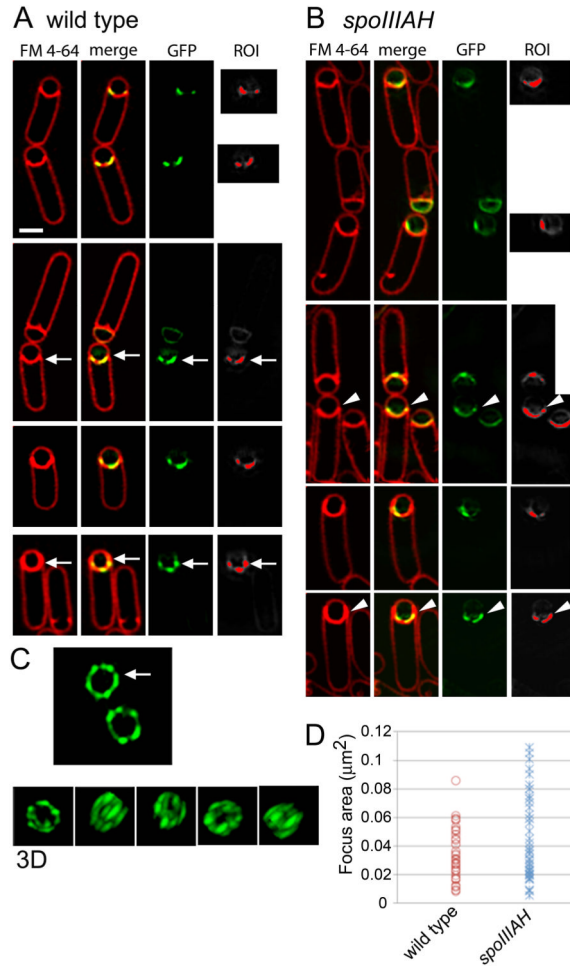 A wild type
FM 4-64 merge GFP ROI
B spoIIIAH
FM 4-64 merge GFP ROI
C
3D
D
Focus area (μm2)
0.12
0.1
0.08
0.06
0.04
0.02
0
wild type
spoIIIAH